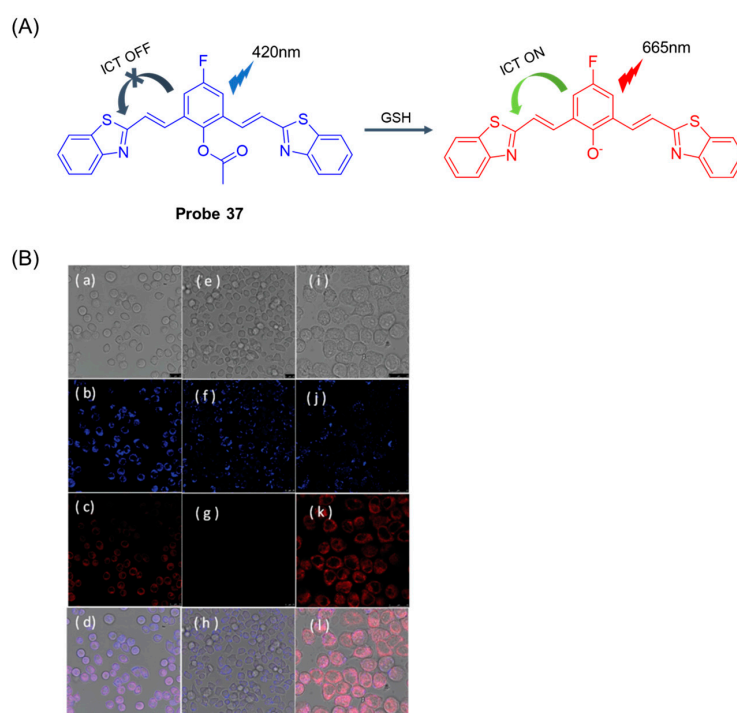 (A)
ICT OFF
F
420nm
ICT ON
F
665nm
S
S
GSH
S
S
N
O
O
N
N
O-
N
Probe 37
(B)
( a )
( e )
( i )
( b )
( f )
( j )
( c )
( g )
( k )
( d )
( h )
( l )